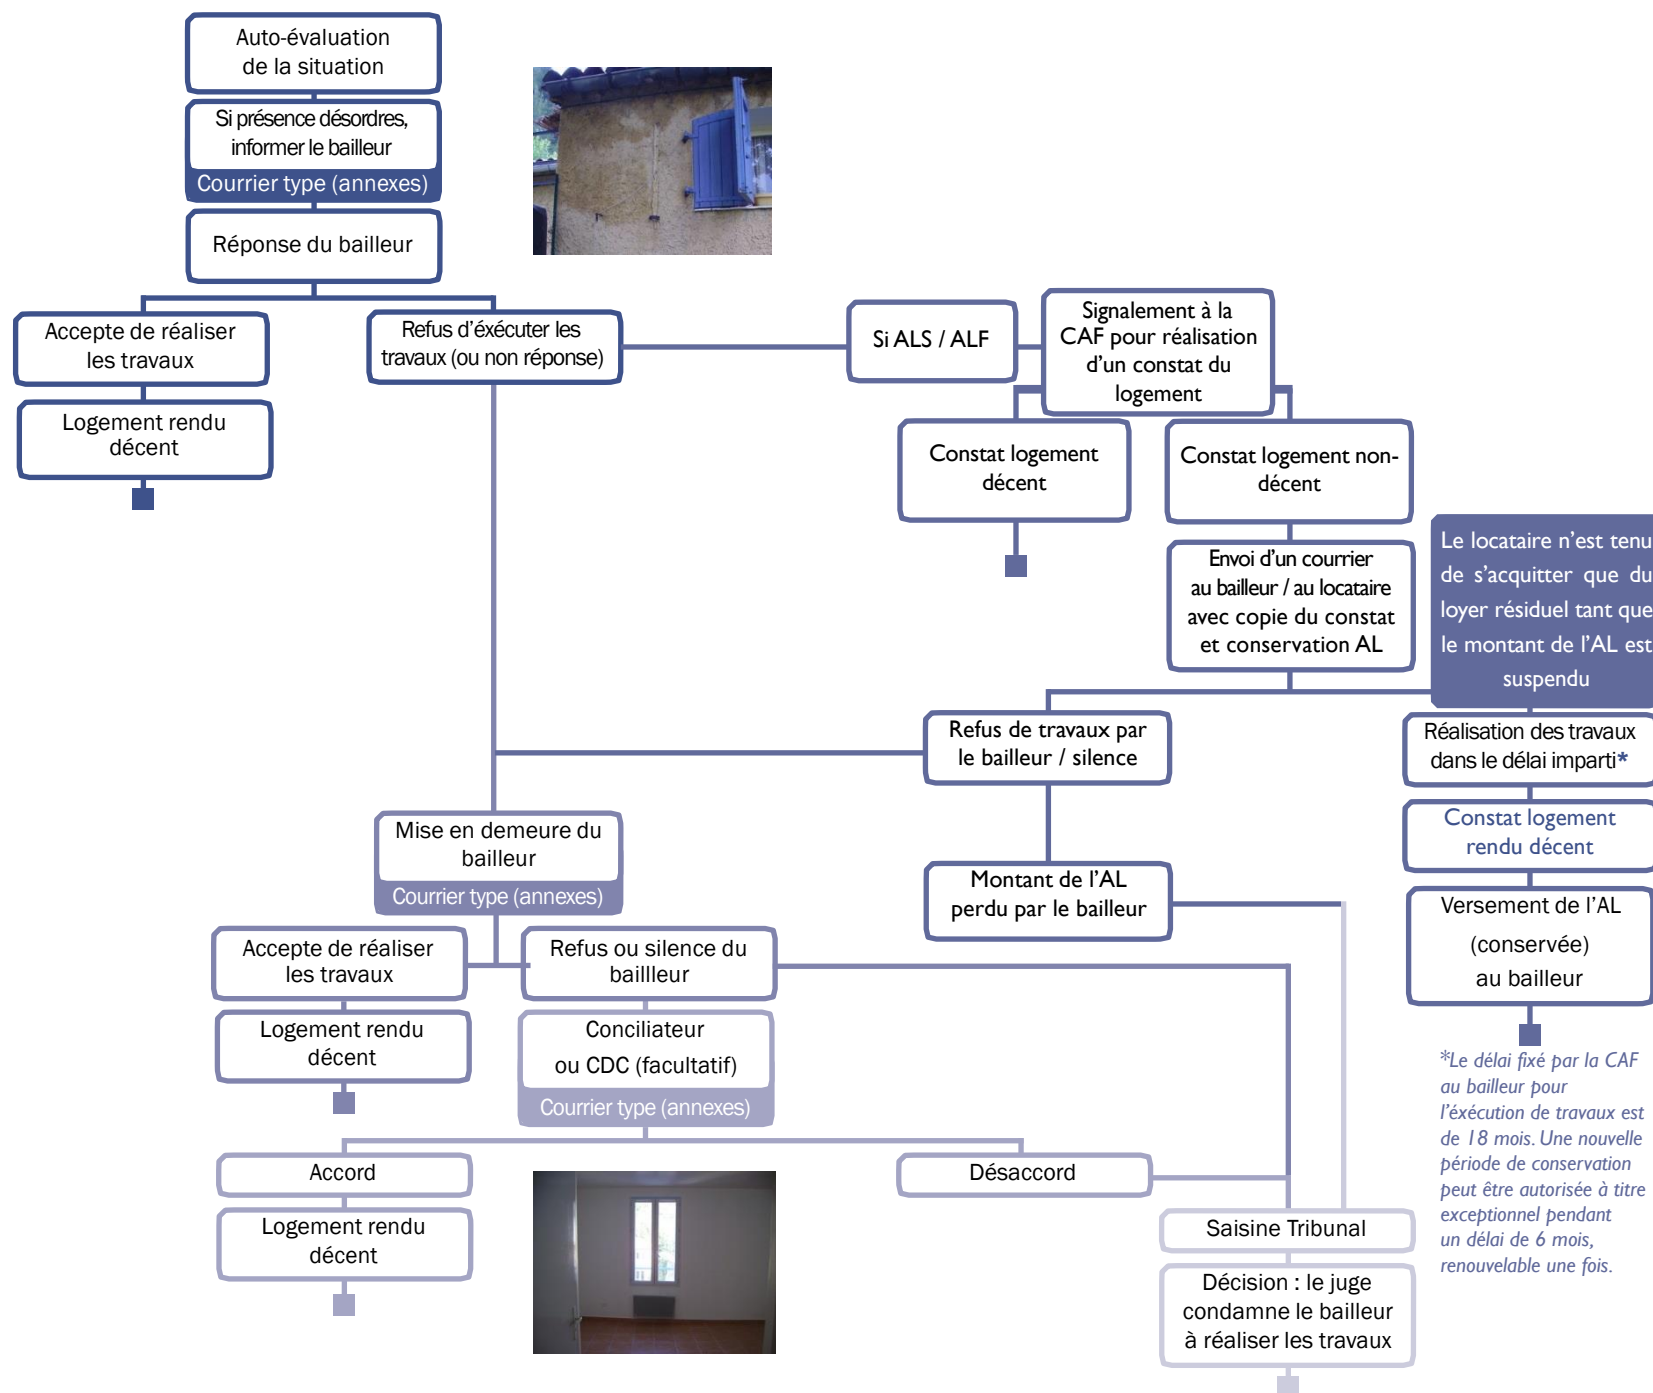 Auto-évaluation
de la situation
Si présence désordres,
informer le bailleur
Courrier type (annexes)
Réponse du bailleur
Accepte de réaliser
les travaux
Logement rendu
décent
Refus d’éxécuter les
travaux (ou non réponse)
Si ALS / ALF
Signalement à la
CAF pour réalisation
d’un constat du
logement
Constat logement
décent
Constat logement non-
décent
Envoi d’un courrier
au bailleur / au locataire
avec copie du constat
et conservation AL
Le locataire n’est tenu
de s’acquitter que du
loyer résiduel tant que
le montant de l’AL est
suspendu
Refus de travaux par
le bailleur / silence
Réalisation des travaux
dans le délai imparti*
Constat logement
rendu décent
Mise en demeure du
bailleur
Courrier type (annexes)
Montant de l’AL
perdu par le bailleur
Versement de l’AL
(conservée)
au bailleur
Accepte de réaliser
les travaux
Logement rendu
décent
Refus ou silence du
baillleur
Conciliateur
ou CDC (facultatif)
Courrier type (annexes)
*Le délai fixé par la CAF
au bailleur pour
l’éxécution de travaux est
de 18 mois. Une nouvelle
période de conservation
peut être autorisée à titre
exceptionnel pendant
un délai de 6 mois,
renouvelable une fois.
Accord
Logement rendu
décent
Désaccord
Saisine Tribunal
Décision : le juge
condamne le bailleur
à réaliser les travaux